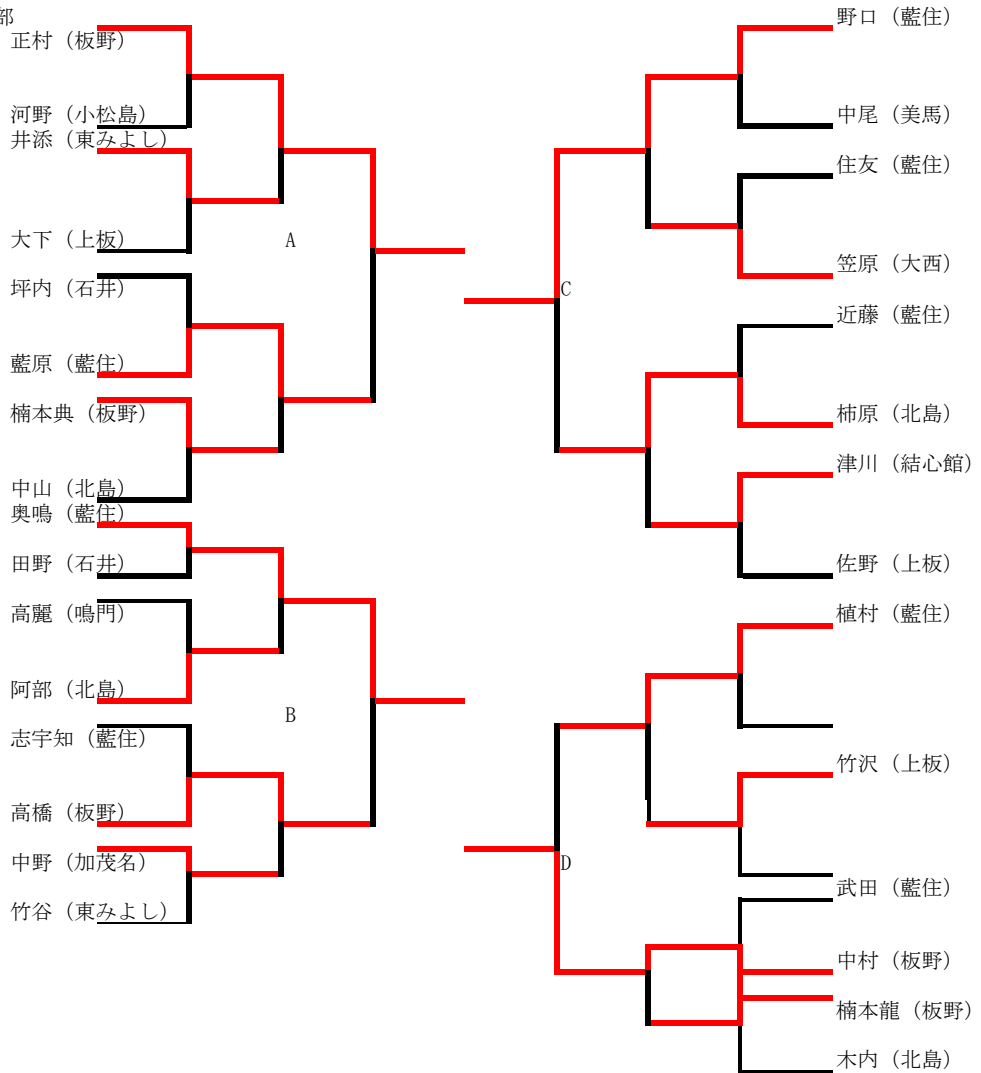 部
正村（板野）
河野（小松島）
井添（東みよし）
大下（上板）
坪内（石井）
藍原（藍住）
楠本典（板野）
中山（北島）
奥鳴（藍住）
田野（石井）
高麗（鳴門）
阿部（北島）
志宇知（藍住）
高橋（板野）
中野（加茂名）
竹谷（東みよし）
A
B
C
D
野口（藍住）
中尾（美馬）
住友（藍住）
笠原（大西）
近藤（藍住）
柿原（北島）
津川（結心館）
佐野（上板）
植村（藍住）
竹沢（上板）
武田（藍住）
中村（板野）
楠本龍（板野）
木内（北島）